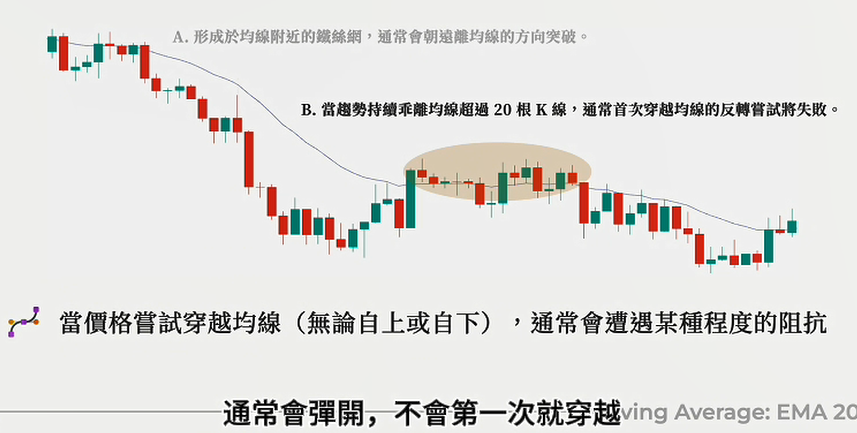 A. 形成於均線附近的鐵絲網，通常會朝遠離均線的方向突破。
B. 當趨勢持續乖離均線超過 20 根 K 線，通常首次穿越均線的反轉嘗試將失敗。
當價格嘗試穿越均線（無論自上或自下），通常會遭遇某種程度的阻抗
通常會彈開，不會第一次就穿越
ving Average: EMA 20